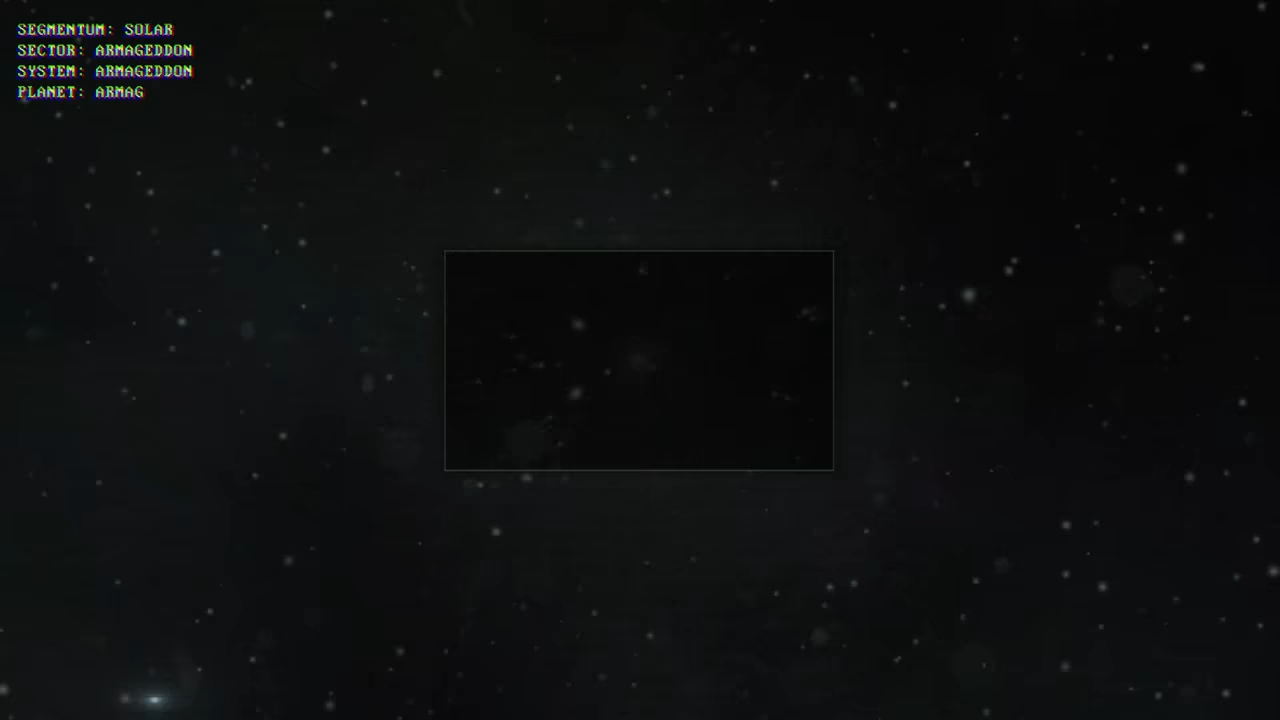 SEGMENTUM: SOLAR
SECTOR: ARMAGEDDON
SYSTEM: ARMAGEDDON
PLANET: ARMAG